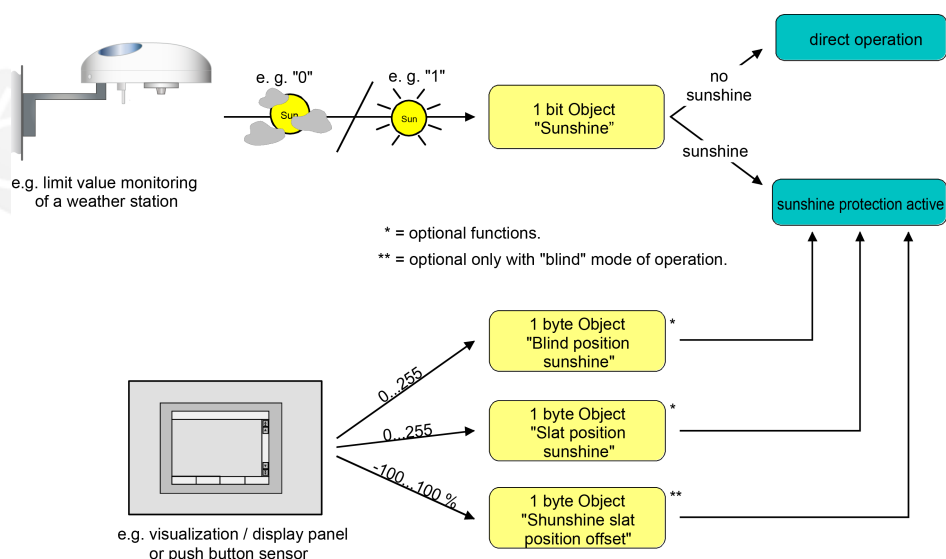 direct operation
e. g. "0"
e. g. "1"
no
sunshine
Sun
Sun
1 bit Object
"Sunshine”
sunshine
e.g. limit value monitoring
of a weather station
sunshine protection active
* = optional functions.
** = optional only with "blind" mode of operation.
1 byte Object
"Blind position
sunshine"
*
0...255
1 byte Object
"Slat position
sunshine"
*
0...255
-100...100 %
1 byte Object
"Shunshine slat
position offset"
**
e.g. visualization / display panel
or push button sensor